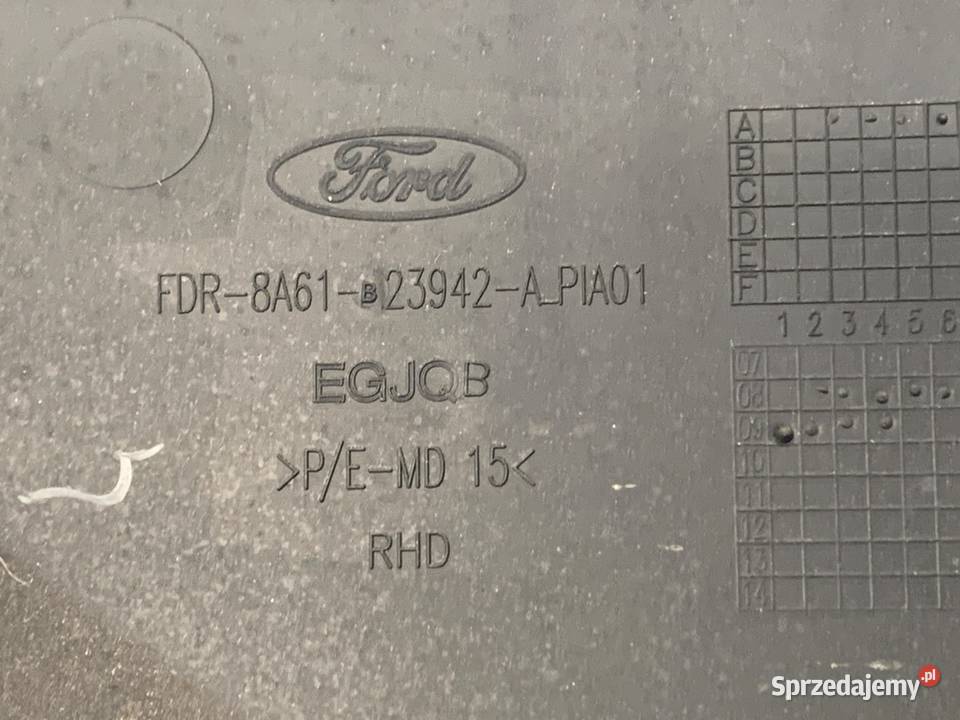 Ford
FDR-8A61-B23942-A_PIA01
EGJQB
>P/E-MD 15<
RHD
A
B
C
D
E
F
1 2 3 4 5 6
07
08
09
10
11
12
13
14
Sprzedajemy.pl